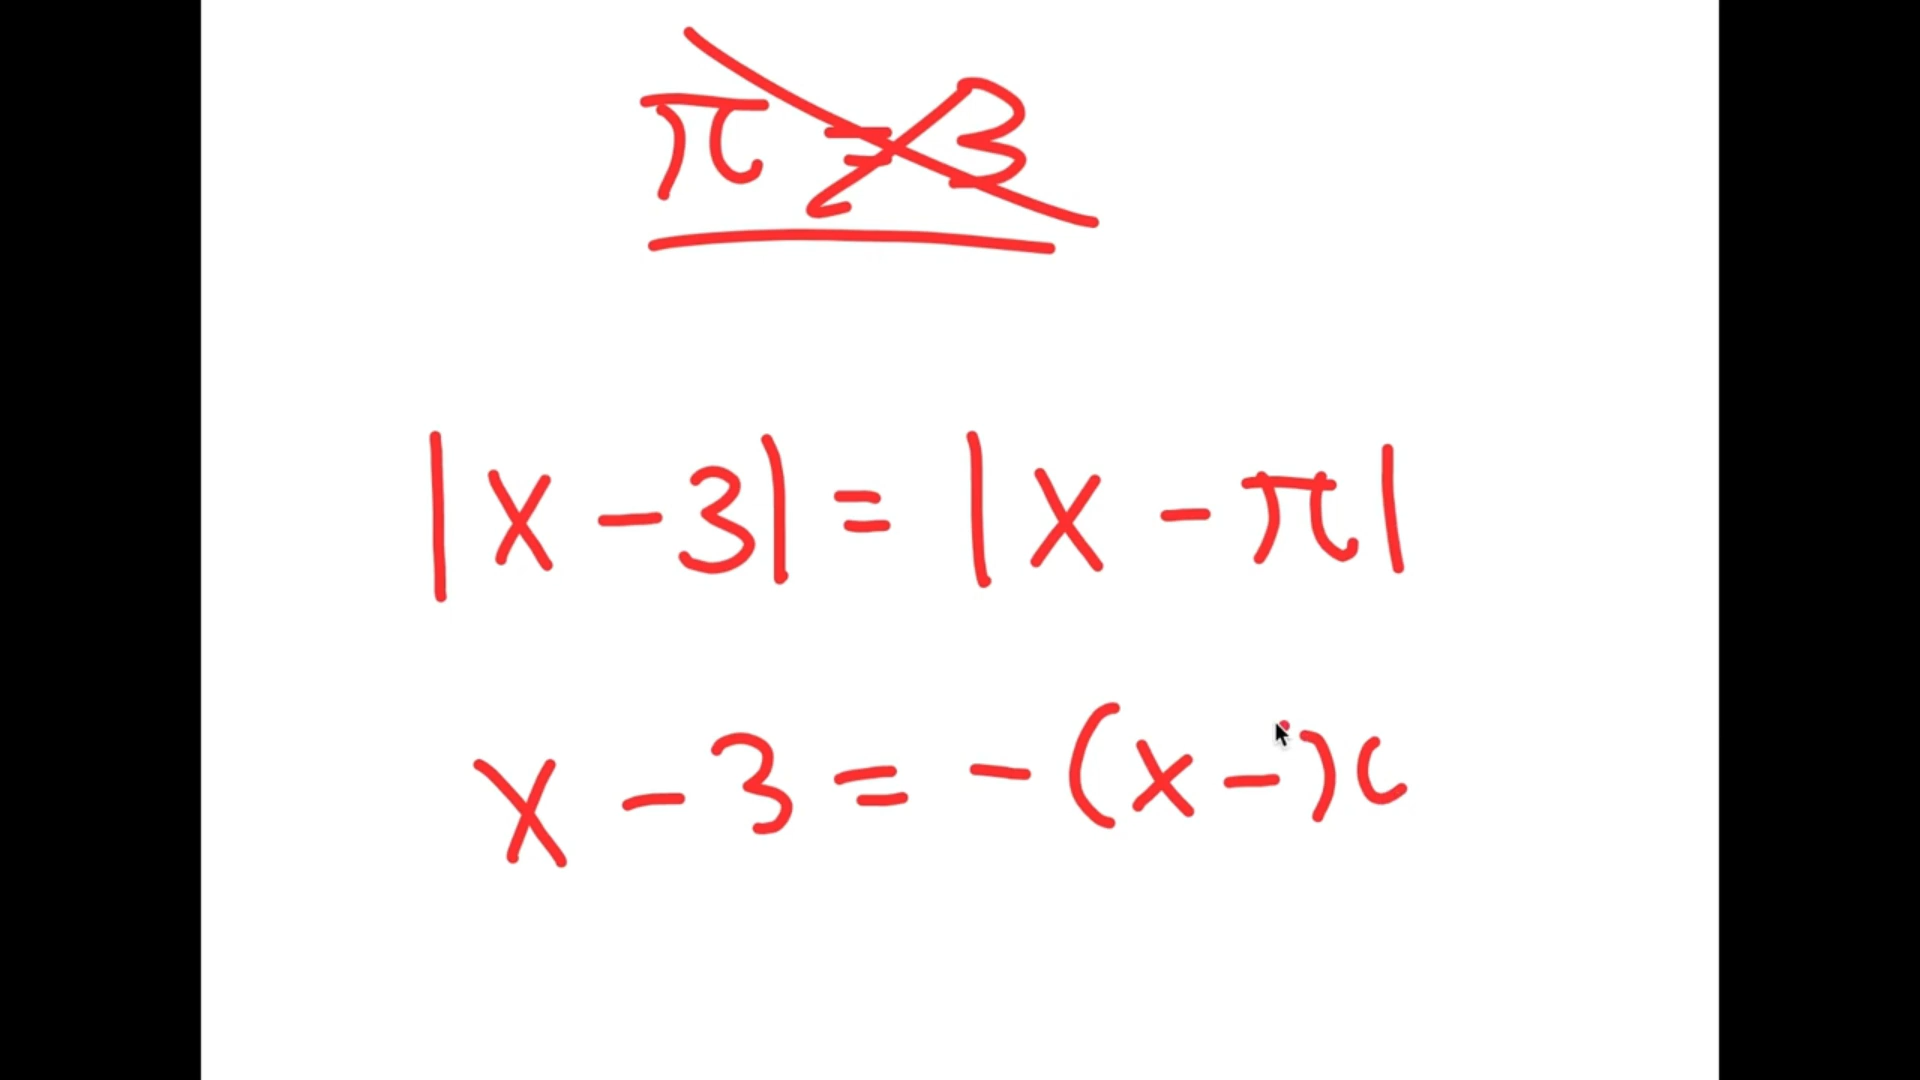 π = 3
|x - 3| = |x - π|
x - 3 = - (x -